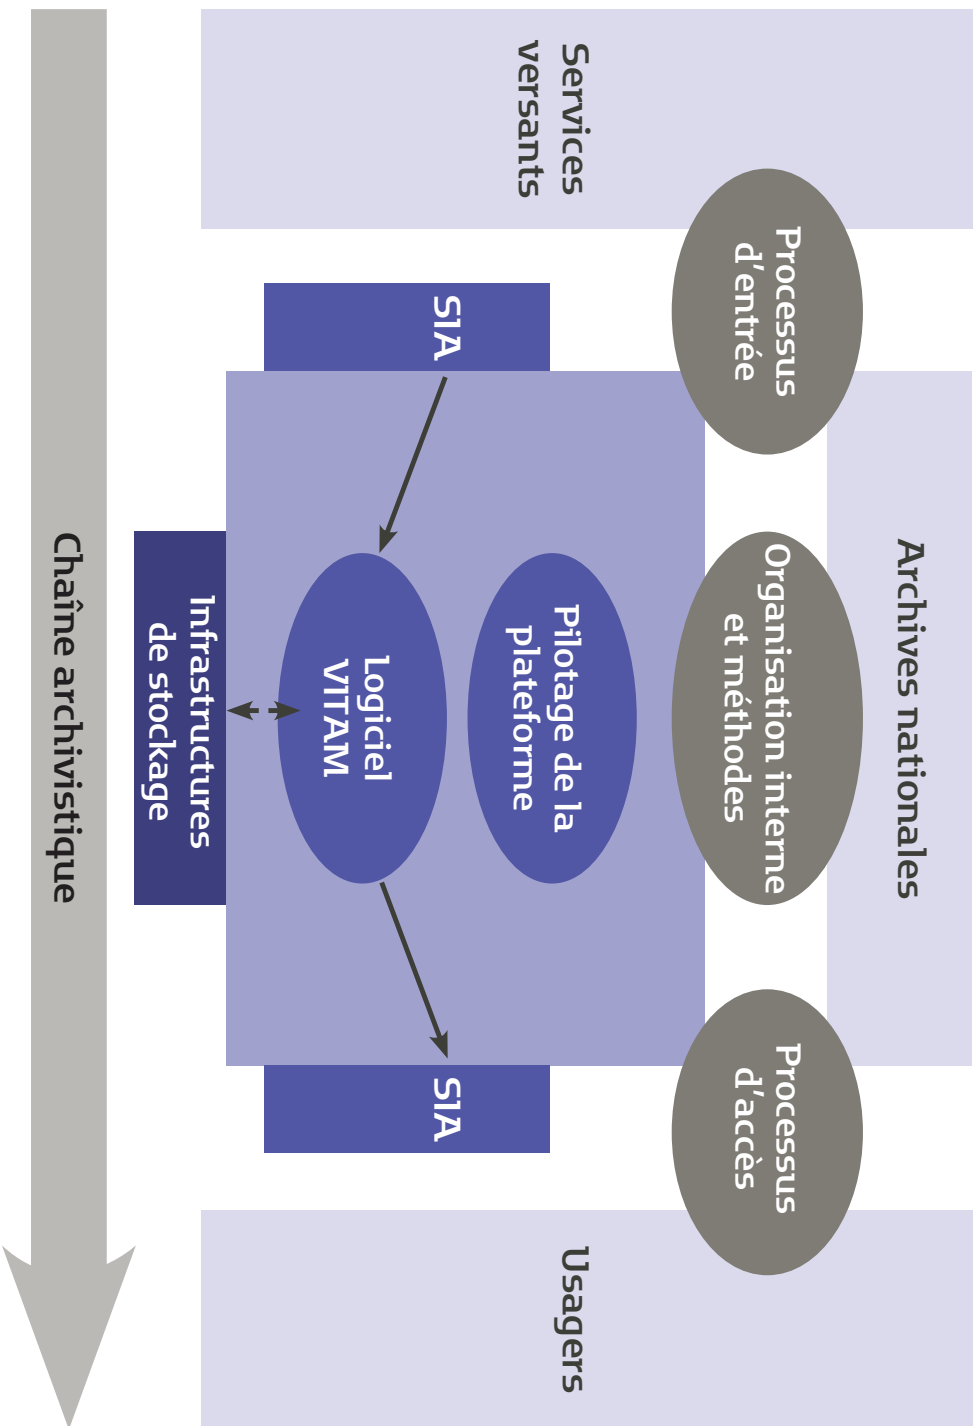 Services
versants
Archives nationales
Usagers
Processus
d'entrée
Organisation interne
et méthodes
Processus
d'accès
SIA
Pilotage de la
plateforme
Logiciel
VITAM
SIA
Infrastructures
de stockage
Chaîne archivistique